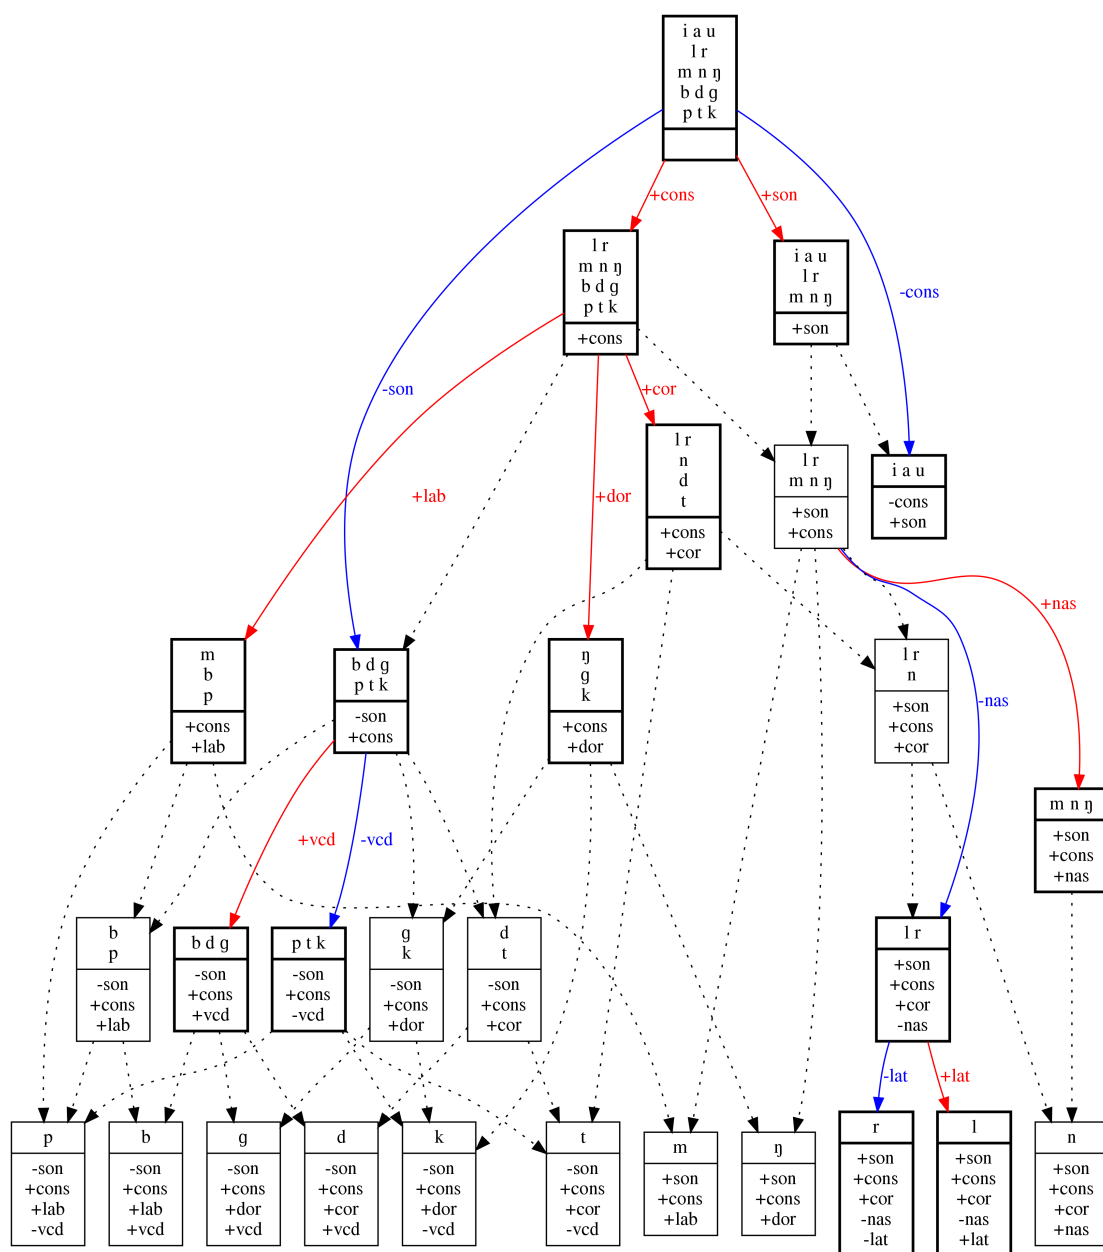 i a u
l r
m n ŋ
b d ɡ
p t k
+cons
+son
l r
m n ŋ
b d ɡ
p t k
+cons
i a u
l r
m n ŋ
+son
-cons
-son
+cor
l r
n
d
t
+cons
+cor
l r
m n ŋ
+son
+cons
i a u
-cons
+son
+lab
+dor
+nas
m
b
p
+cons
+lab
b d ɡ
p t k
-son
+cons
ŋ
ɡ
k
+cons
+dor
l r
n
+son
+cons
+cor
-nas
m n ŋ
+son
+cons
+nas
+vcd
-vcd
b
p
-son
+cons
+lab
b d ɡ
-son
+cons
+vcd
p t k
-son
+cons
-vcd
ɡ
k
-son
+cons
+dor
d
t
-son
+cons
+cor
l r
+son
+cons
+cor
-nas
-lat
+lat
p
-son
+cons
+lab
-vcd
b
-son
+cons
+lab
+vcd
ɡ
-son
+cons
+dor
+vcd
d
-son
+cons
+cor
+vcd
k
-son
+cons
+dor
-vcd
t
-son
+cons
+cor
-vcd
m
+son
+cons
+lab
ŋ
+son
+cons
+dor
r
+son
+cons
+cor
-nas
-lat
l
+son
+cons
+cor
-nas
+lat
n
+son
+cons
+cor
+nas